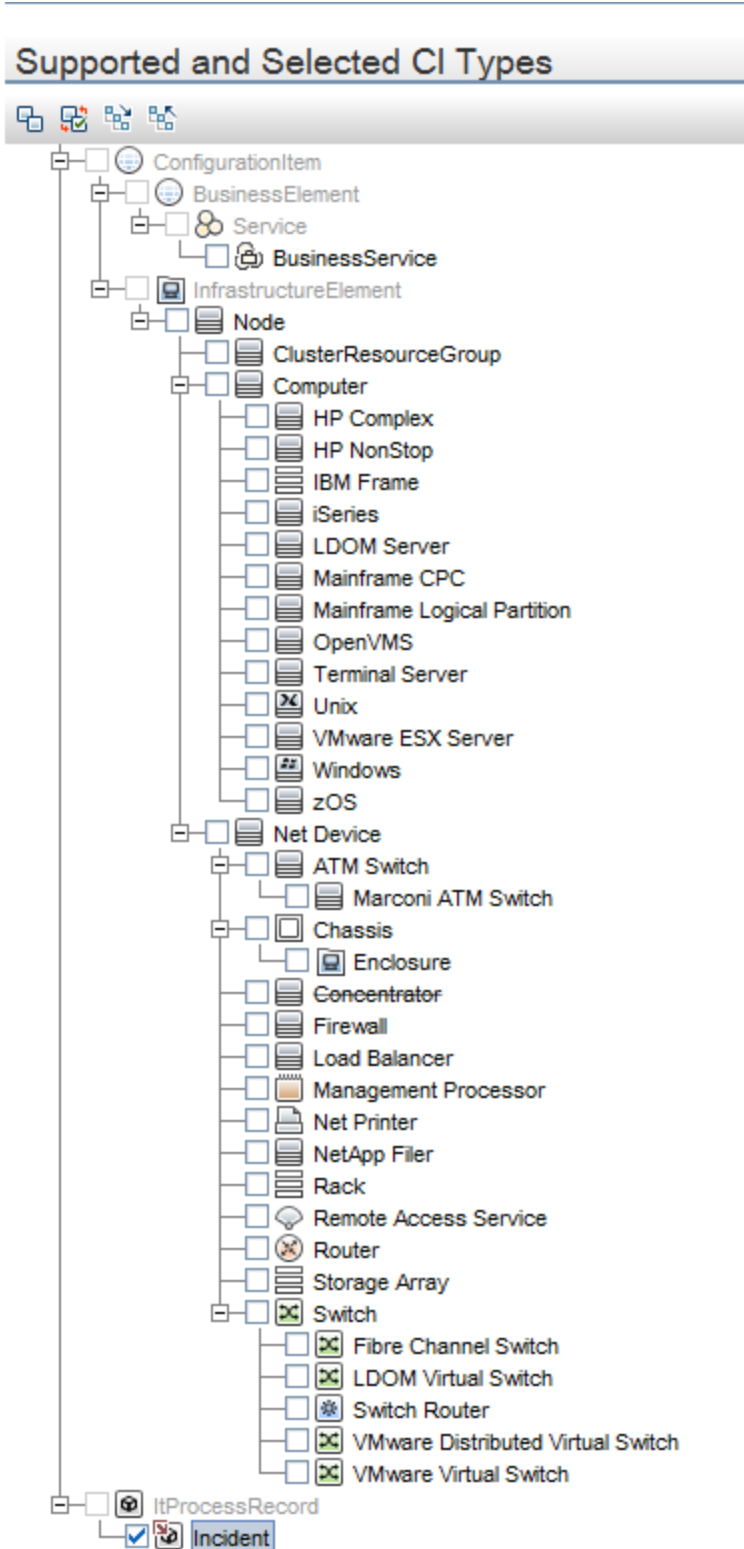 Supported and Selected CI Types
ConfigurationItem
BusinessElement
Service
BusinessService
InfrastructureElement
Node
ClusterResourceGroup
Computer
HP Complex
HP NonStop
IBM Frame
iSeries
LDOM Server
Mainframe CPC
Mainframe Logical Partition
OpenVMS
Terminal Server
Unix
VMware ESX Server
Windows
zOS
Net Device
ATM Switch
Marconi ATM Switch
Chassis
Enclosure
Concentrator
Firewall
Load Balancer
Management Processor
Net Printer
NetApp Filer
Rack
Remote Access Service
Router
Storage Array
Switch
Fibre Channel Switch
LDOM Virtual Switch
Switch Router
VMware Distributed Virtual Switch
VMware Virtual Switch
ItProcessRecord
Incident